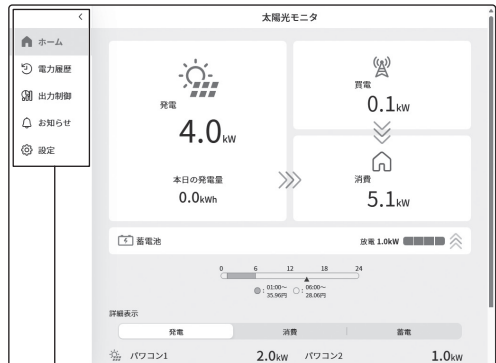 太陽光モニタ
ホーム
電力履歴
出力制御
お知らせ
設定
発電
4.0kW
本日の発電量
0.0kWh
買電
0.1kW
消費
5.1kW
蓄電池
放電 1.0kW
0 6 12 18 24
: 01:00～ : 06:00～
35.96円 28.06円
詳細表示
発電 消費 蓄電
パワコン1 2.0kW パワコン2 1.0kW